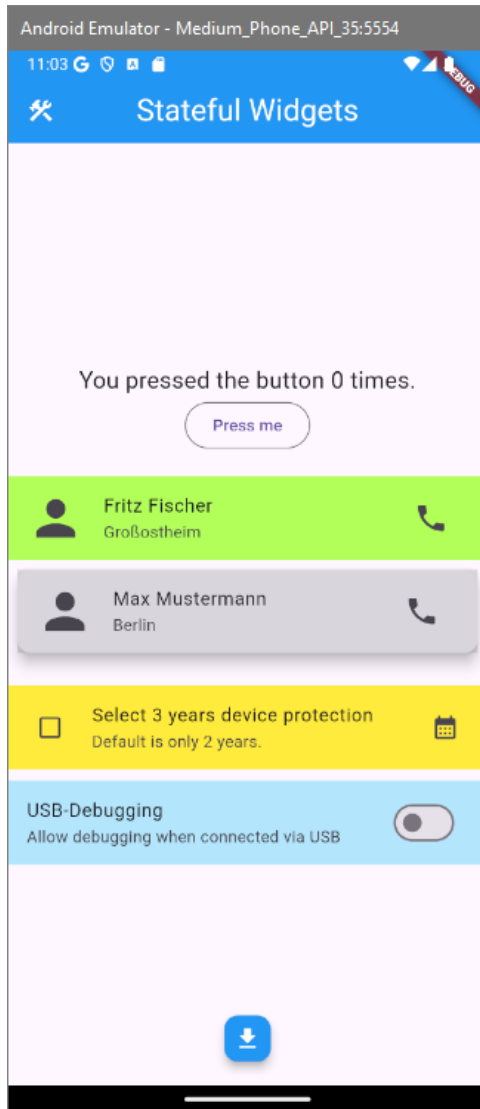 Android Emulator - Medium_Phone_API_35:5554
11:03 G
DEBUG
Stateful Widgets
You pressed the button 0 times.
Press me
Fritz Fischer
Großostheim
Max Mustermann
Berlin
Select 3 years device protection
Default is only 2 years.
USB-Debugging
Allow debugging when connected via USB